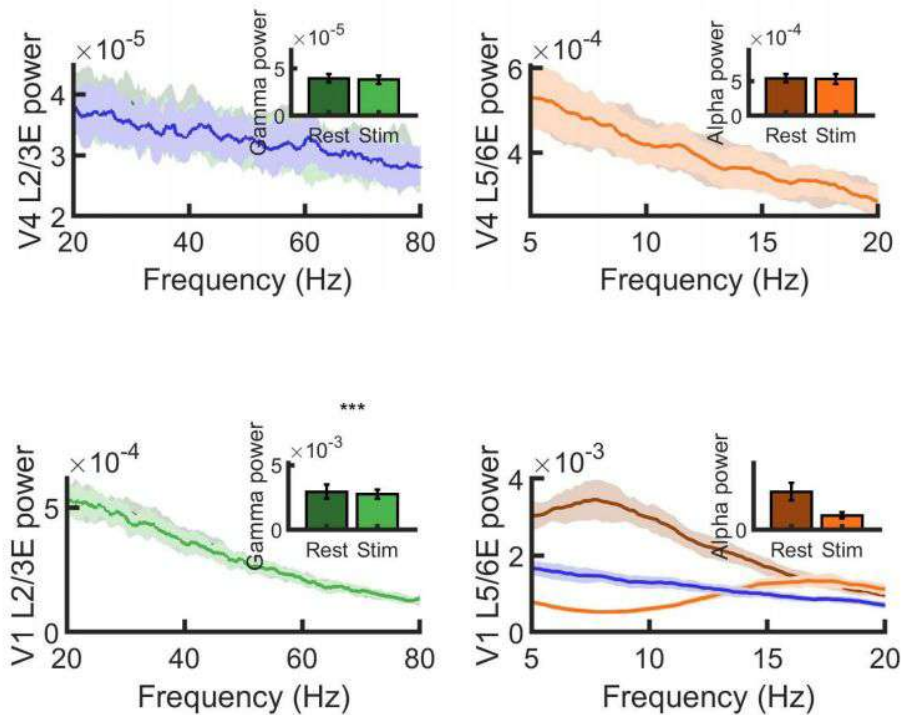 V4 L2/3E power
×10⁻⁵
4
3
2
20
40
60
80
Frequency (Hz)
Gamma power
×10⁻⁵
5
0
Rest Stim
V4 L5/6E power
×10⁻⁴
6
4
5
10
15
20
Frequency (Hz)
Alpha power
×10⁻⁴
5
0
Rest Stim
V1 L2/3E power
×10⁻⁴
5
0
20
40
60
80
Frequency (Hz)
***
Gamma power
×10⁻³
5
0
Rest Stim
V1 L5/6E power
×10⁻³
4
2
0
5
10
15
20
Frequency (Hz)
Alpha power
0
Rest Stim